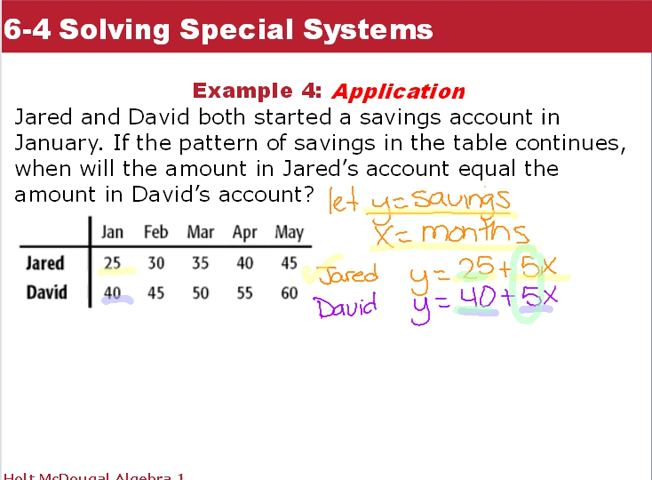 6-4 Solving Special Systems
Example 4: Application
Jared and David both started a savings account in
January. If the pattern of savings in the table continues,
when will the amount in Jared's account equal the
amount in David's account?
let y=savings
x= months
Jan Feb Mar Apr May
Jared 25 30 35 40 45
David 40 45 50 55 60
Jared y= 25+ 5x
David y= 40+5x
Holt McDougal Algebra 1